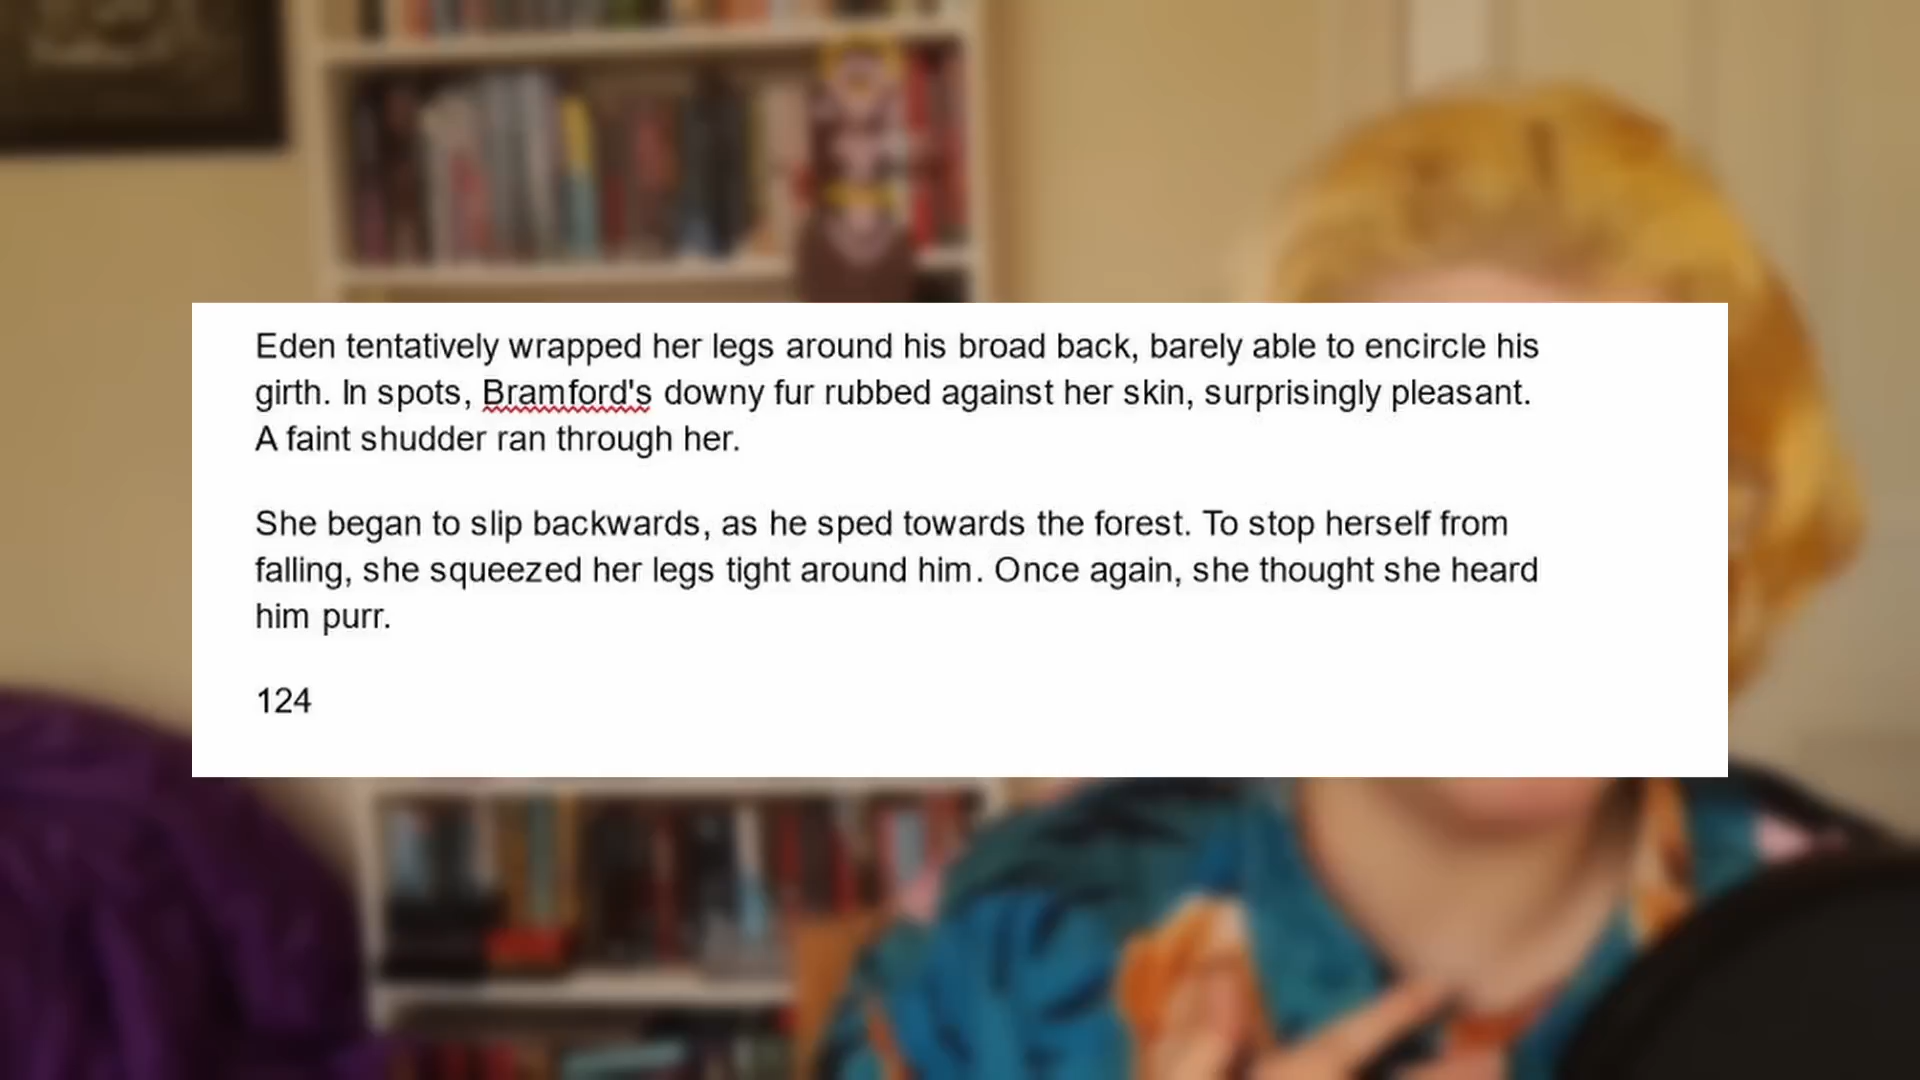 Eden tentatively wrapped her legs around his broad back, barely able to encircle his
girth. In spots, Bramford's downy fur rubbed against her skin, surprisingly pleasant.
A faint shudder ran through her.
She began to slip backwards, as he sped towards the forest. To stop herself from
falling, she squeezed her legs tight around him. Once again, she thought she heard
him purr.
124